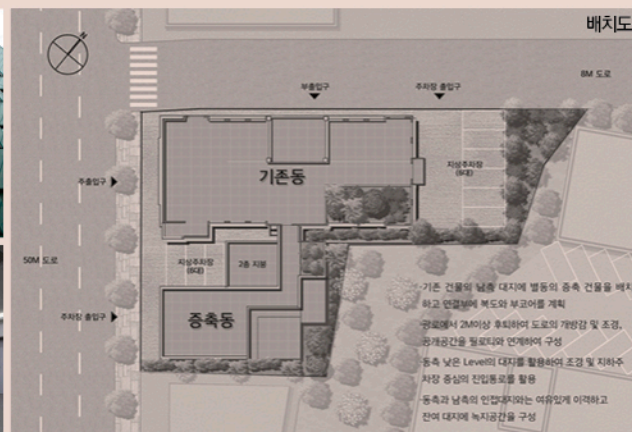 배치도
N
8M 도로
부출입구
주차장 출입구
지상주차장
(8대)
기존동
주출입구
50M 도로
지상주차장
(6대)
2층 지붕
주차장 출입구
증축동
기존 건물의 남측 대지에 별동의 증축 건물을 배치
하고 연결부에 복도와 부코어를 계획
광로에서 2M이상 후퇴하여 도로의 개방감 및 조경,
공개공간을 필로티와 연계하여 구성
동측 낮은 Level의 대지를 활용하여 조경 및 지하주
차장 중심의 진입통로를 활용
동측과 남측의 인접대지와는 여유있게 이격하고
잔여 대지에 녹지공간을 구성